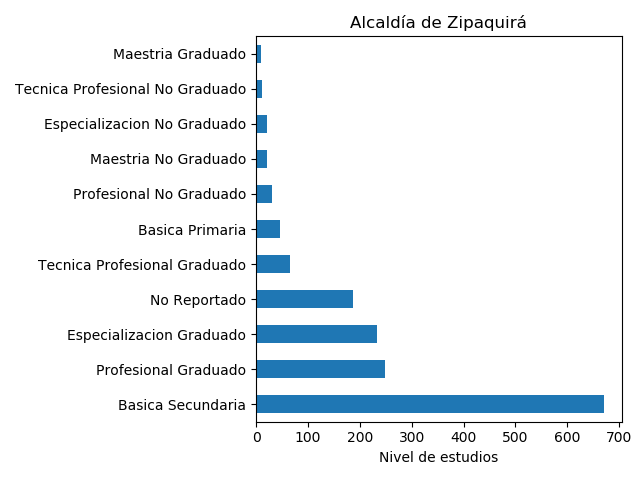 Alcaldía de Zipaquirá
Maestria Graduado
Tecnica Profesional No Graduado
Especializacion No Graduado
Maestria No Graduado
Profesional No Graduado
Basica Primaria
Tecnica Profesional Graduado
No Reportado
Especializacion Graduado
Profesional Graduado
Basica Secundaria
0 100 200 300 400 500 600 700
Nivel de estudios